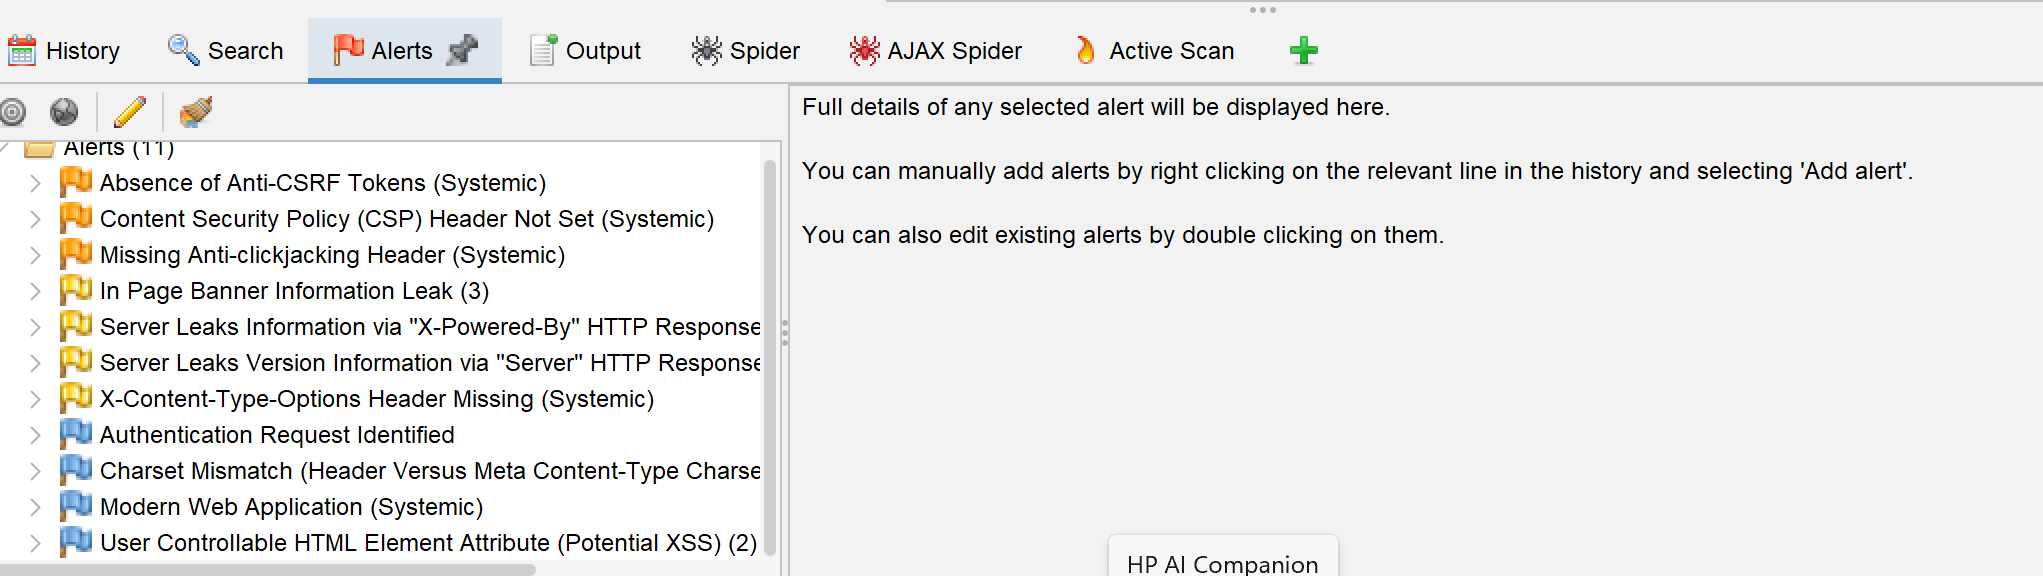 History Search Alerts Output Spider AJAX Spider Active Scan
Alerts (11)
Absence of Anti-CSRF Tokens (Systemic)
Content Security Policy (CSP) Header Not Set (Systemic)
Missing Anti-clickjacking Header (Systemic)
In Page Banner Information Leak (3)
Server Leaks Information via "X-Powered-By" HTTP Response
Server Leaks Version Information via "Server" HTTP Response
X-Content-Type-Options Header Missing (Systemic)
Authentication Request Identified
Charset Mismatch (Header Versus Meta Content-Type Charse
Modern Web Application (Systemic)
User Controllable HTML Element Attribute (Potential XSS) (2)
Full details of any selected alert will be displayed here.
You can manually add alerts by right clicking on the relevant line in the history and selecting 'Add alert'.
You can also edit existing alerts by double clicking on them.
HP AI Companion